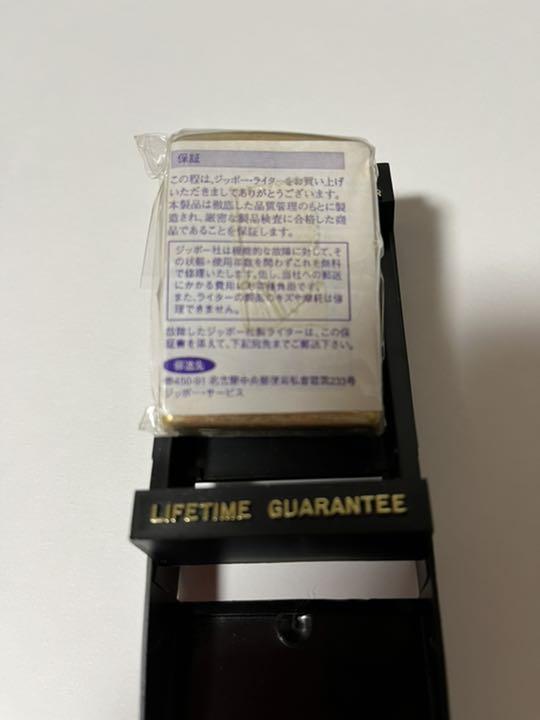 保証
この程は、ジッポー・ライターをお買い上げ
いただきましてありがとうございます。
本製品は徹底した品質管理のもとに製
造され、厳密な製品検査に合格した商
品であることを保証します。
ジッポー社は機能的な故障に対して、そ
の状態・使用年数を問わずこれを無料
で修理いたします。但し、当社への郵送
にかかる費用はお客様負担です。
また、ライターの表面のキズや摩耗は修
理できません。
故障したジッポー社製ライターは、この保
証書を添えて、下記宛先までご郵送下さい。
郵送先
〒450-91 名古屋中央郵便局私書箱第233号
ジッポー・サービス
LIFETIME GUARANTEE